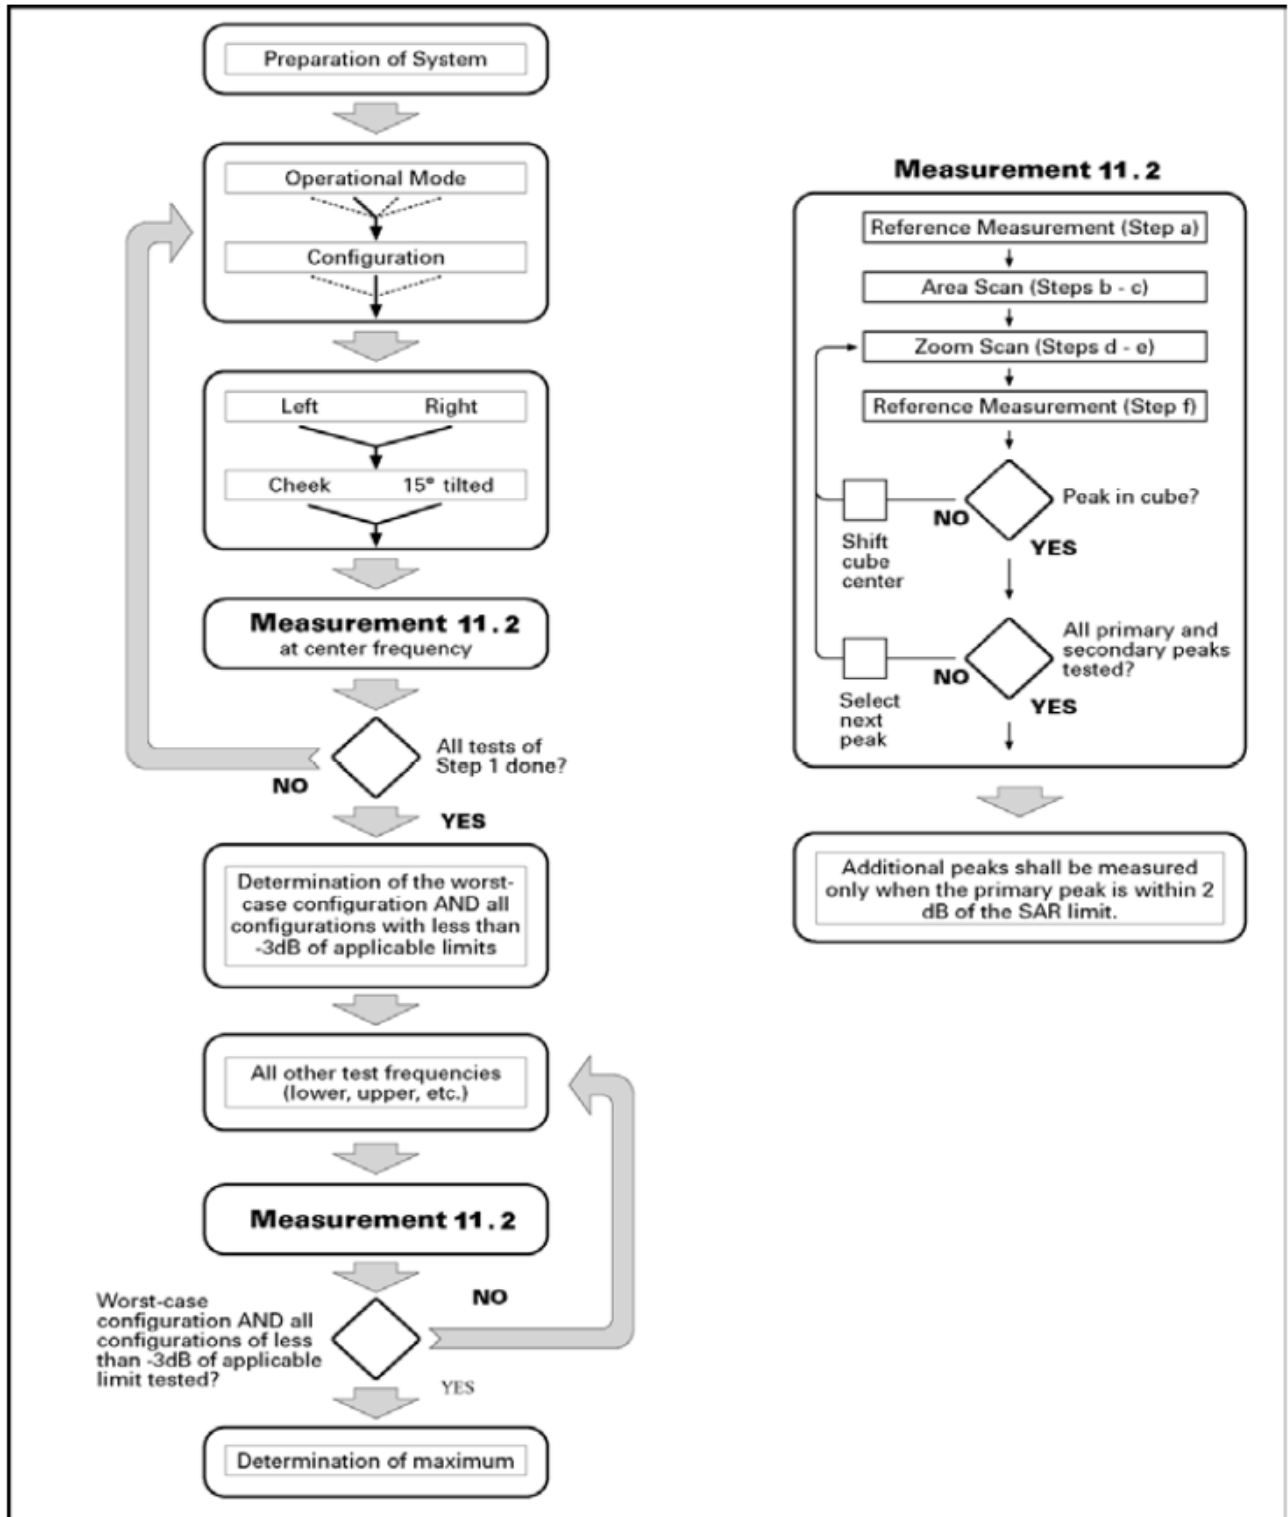 Preparation of System
Operational Mode
Configuration
Left Right
Cheek 15° tilted
Measurement 11.2
at center frequency
All tests of
Step 1 done?
NO
YES
Determination of the worst-
case configuration AND all
configurations with less than
-3dB of applicable limits
All other test frequencies
(lower, upper, etc.)
Measurement 11.2
NO
Worst-case
configuration AND all
configurations of less
than -3dB of applicable
limit tested?
YES
Determination of maximum
Measurement 11.2
Reference Measurement (Step a)
Area Scan (Steps b - c)
Zoom Scan (Steps d - e)
Reference Measurement (Step f)
Peak in cube?
NO
Shift
cube
center
YES
All primary and
secondary peaks
tested?
NO
Select
next
peak
YES
Additional peaks shall be measured
only when the primary peak is within 2
dB of the SAR limit.